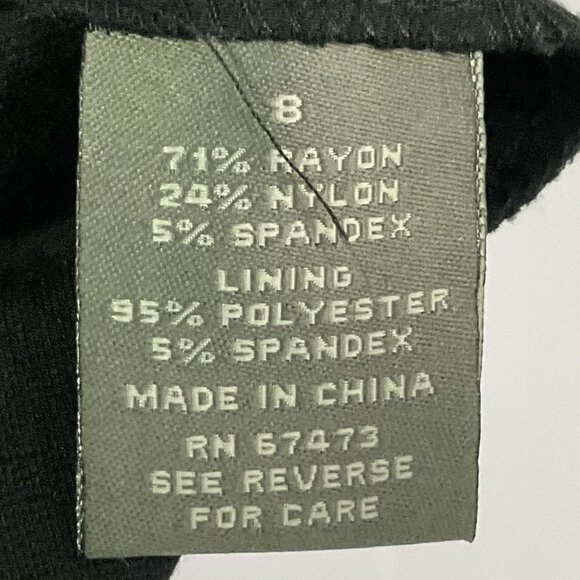 8
71% RAYON
24% NYLON
5% SPANDEX
LINING
95% POLYESTER
5% SPANDEX
MADE IN CHINA
RN 67473
SEE REVERSE
FOR CARE